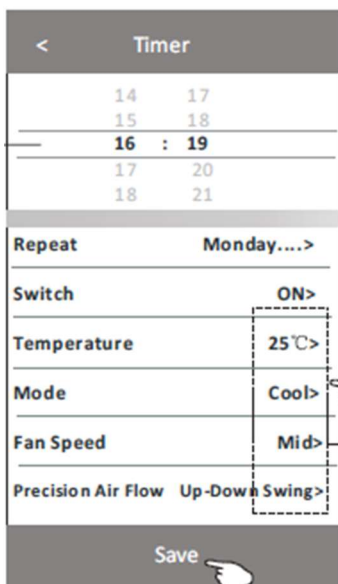 < Timer
14 17
15 18
16 : 19
17 20
18 21
Repeat Monday....>
Switch ON>
Temperature 25℃>
Mode Cool>
Fan Speed Mid>
Precision Air Flow Up-Down Swing>
Save